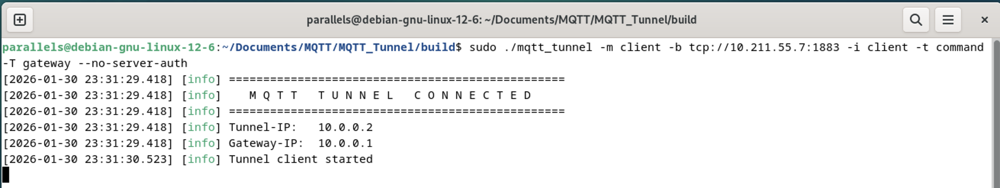 parallels@debian-gnu-linux-12-6: ~/Documents/MQTT/MQTT_Tunnel/build
parallels@debian-gnu-linux-12-6:~/Documents/MQTT/MQTT_Tunnel/build$ sudo ./mqtt_tunnel -m client -b tcp://10.211.55.7:1883 -i client -t command
-T gateway --no-server-auth
[2026-01-30 23:31:29.418] [info] =================================================
[2026-01-30 23:31:29.418] [info]    M Q T T   T U N N E L   C O N N E C T E D
[2026-01-30 23:31:29.418] [info] =================================================
[2026-01-30 23:31:29.418] [info] Tunnel-IP:   10.0.0.2
[2026-01-30 23:31:29.418] [info] Gateway-IP:  10.0.0.1
[2026-01-30 23:31:30.523] [info] Tunnel client started